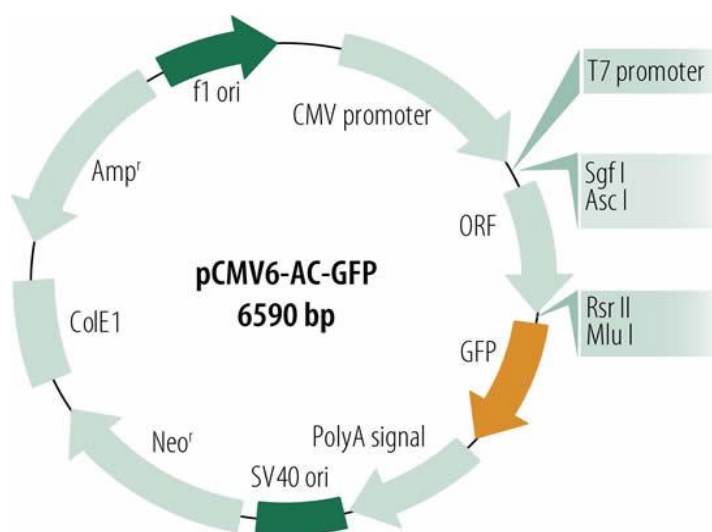 f1 ori
CMV promoter
T7 promoter
Sgf I
Asc I
ORF
Rsr II
Mlu I
GFP
PolyA signal
SV40 ori
Neoʳ
ColE1
Ampʳ
pCMV6-AC-GFP
6590 bp